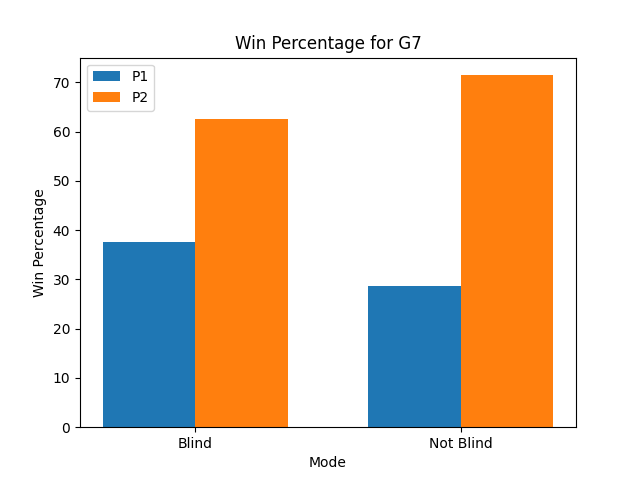 Win Percentage for G7
P1
P2
70
60
50
40
30
20
10
0
Win Percentage
Blind
Not Blind
Mode